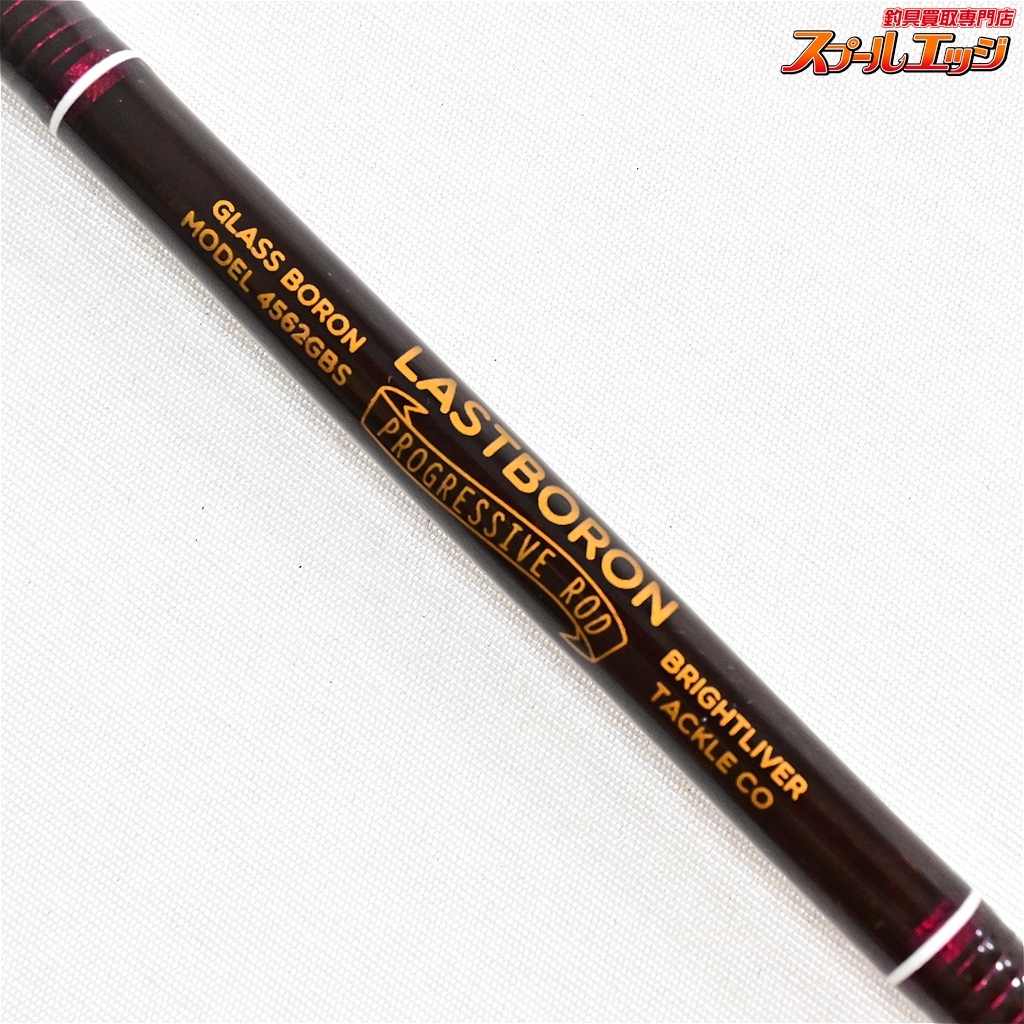 釣具買取専門店
スプールエッジ
GLASS BORON
MODEL 4562GBS
LASTBORON
PROGRESSIVE ROD
BRIGHTLIVER
TACKLE CO